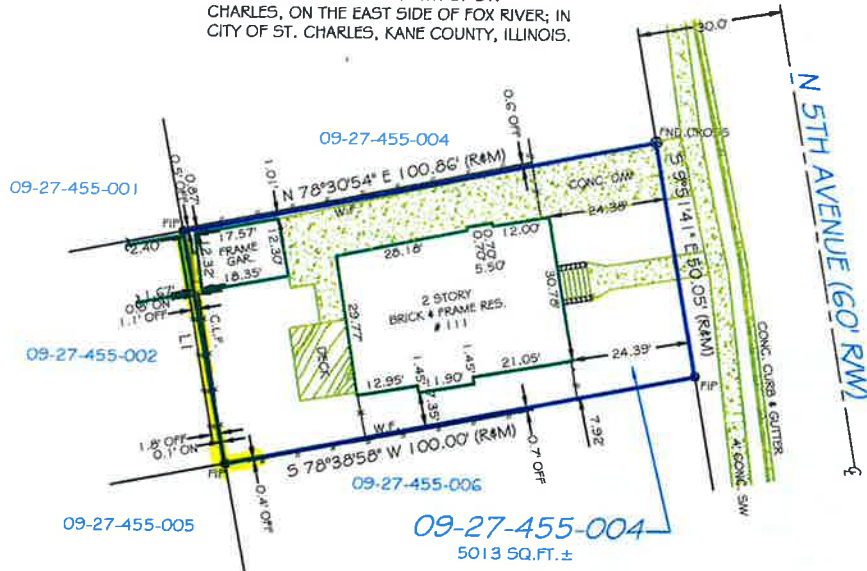 CHARLES, ON THE EAST SIDE OF FOX RIVER; IN
CITY OF ST. CHARLES, KANE COUNTY, ILLINOIS.
30.0'
N 5TH AVENUE (60' R/W)
0.6' OFF
09-27-455-004
FND. CROSS
N 78°30'54" E 100.86' (R&M)
09-27-455-001
0.5' OFF
0.87'
1.01'
W.F.
CONC. DW
S 9°51'41" E 50.05' (R&M)
FIP
2.40'
17.57'
FRAME
GAR.
12.32'
12.30'
18.35'
24.38'
12.00'
0.70'
0.70'
5.50'
28.18'
30.78'
1.67'
0.8' ON
1.1' OFF
C.L.F.
L1
2 STORY
BRICK & FRAME RES.
# 111
29.77'
DECK
09-27-455-002
24.39'
21.05'
1.45'
11.90'
1.45'
12.95'
7.35'
FIP
CONC. CURB & GUTTER
4' CONC. S/W
7.92'
W.F.
1.8' OFF
0.1' ON
FIP
S 78°38'58" W 100.00' (R&M)
0.7' OFF
0.4' OFF
09-27-455-006
09-27-455-005
09-27-455-004
5013 SQ.FT.±